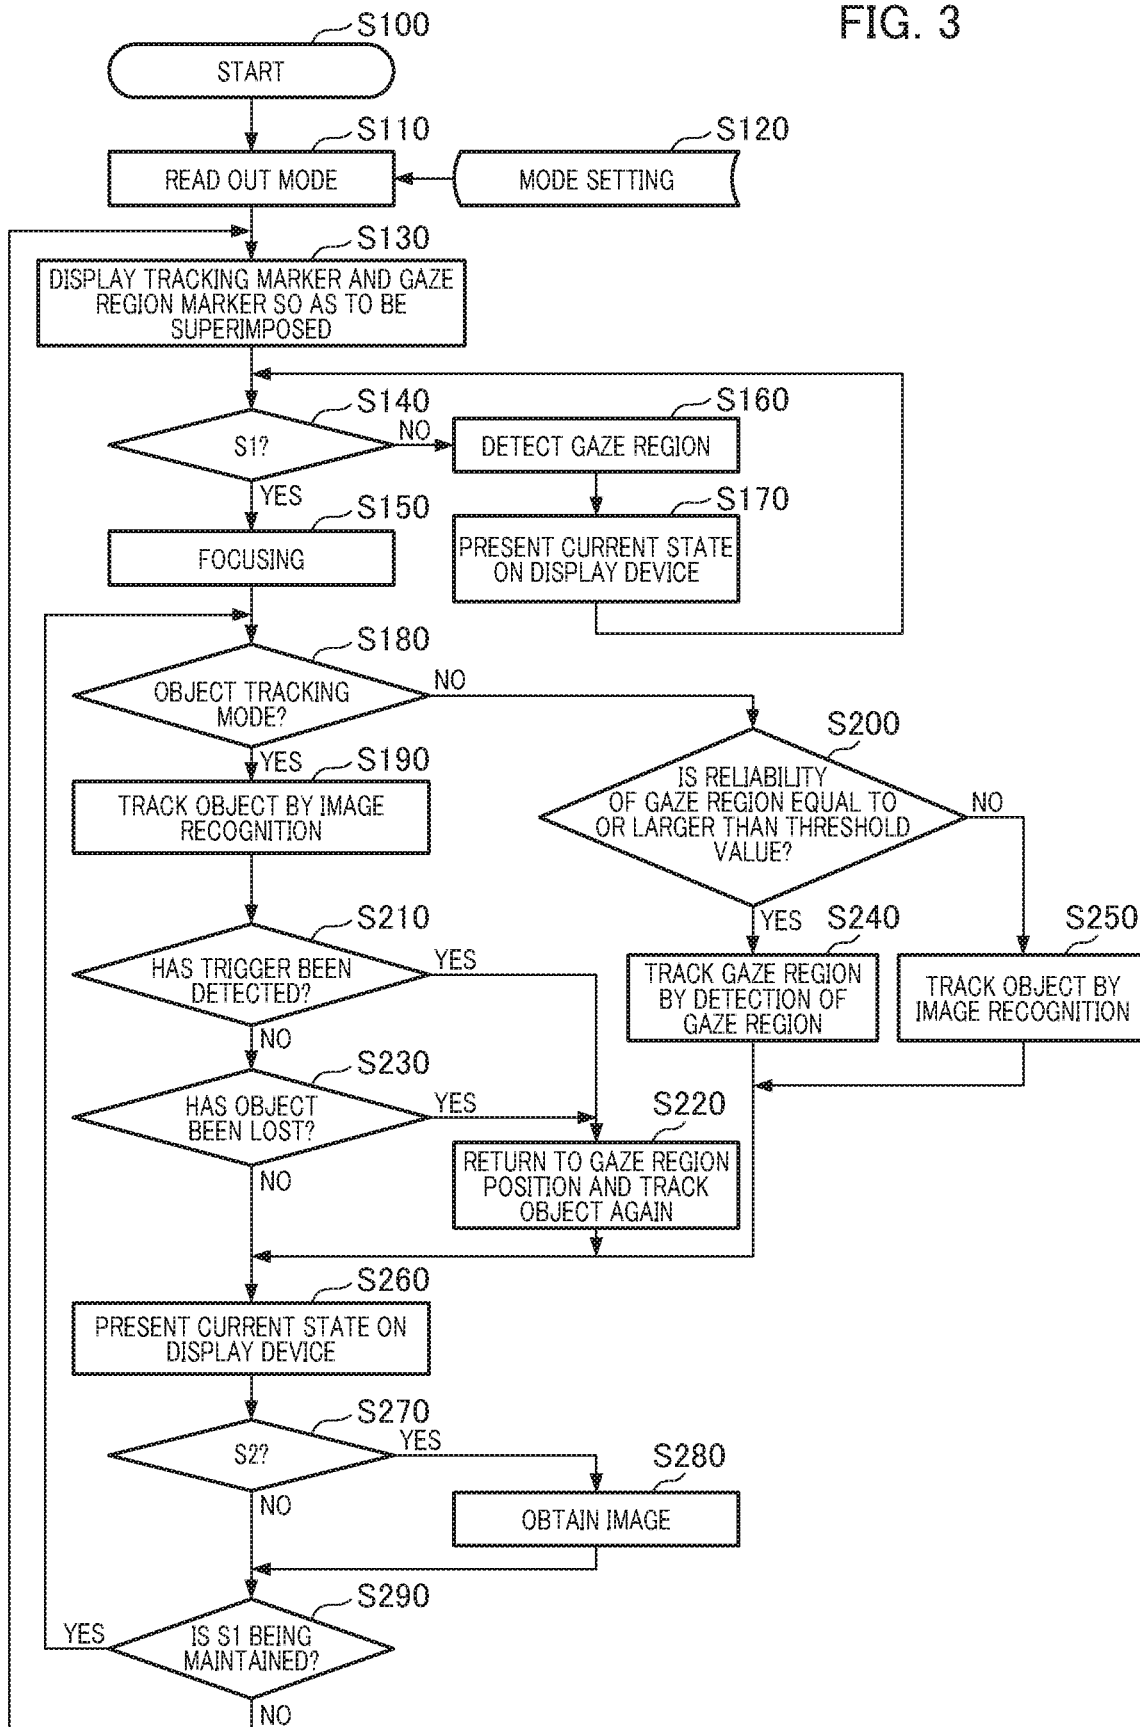 FIG. 3
S100
START
S110
READ OUT MODE
S120
MODE SETTING
S130
DISPLAY TRACKING MARKER AND GAZE
REGION MARKER SO AS TO BE
SUPERIMPOSED
S140
S1?
NO
YES
S160
DETECT GAZE REGION
S170
PRESENT CURRENT STATE
ON DISPLAY DEVICE
S150
FOCUSING
S180
OBJECT TRACKING
MODE?
NO
YES
S190
TRACK OBJECT BY IMAGE
RECOGNITION
S200
IS RELIABILITY
OF GAZE REGION EQUAL TO
OR LARGER THAN THRESHOLD
VALUE?
NO
YES
S210
HAS TRIGGER BEEN
DETECTED?
YES
NO
S240
TRACK GAZE REGION
BY DETECTION OF
GAZE REGION
S250
TRACK OBJECT BY
IMAGE RECOGNITION
S230
HAS OBJECT
BEEN LOST?
YES
NO
S220
RETURN TO GAZE REGION
POSITION AND TRACK
OBJECT AGAIN
S260
PRESENT CURRENT STATE ON
DISPLAY DEVICE
S270
S2?
YES
NO
S280
OBTAIN IMAGE
S290
IS S1 BEING
MAINTAINED?
YES
NO